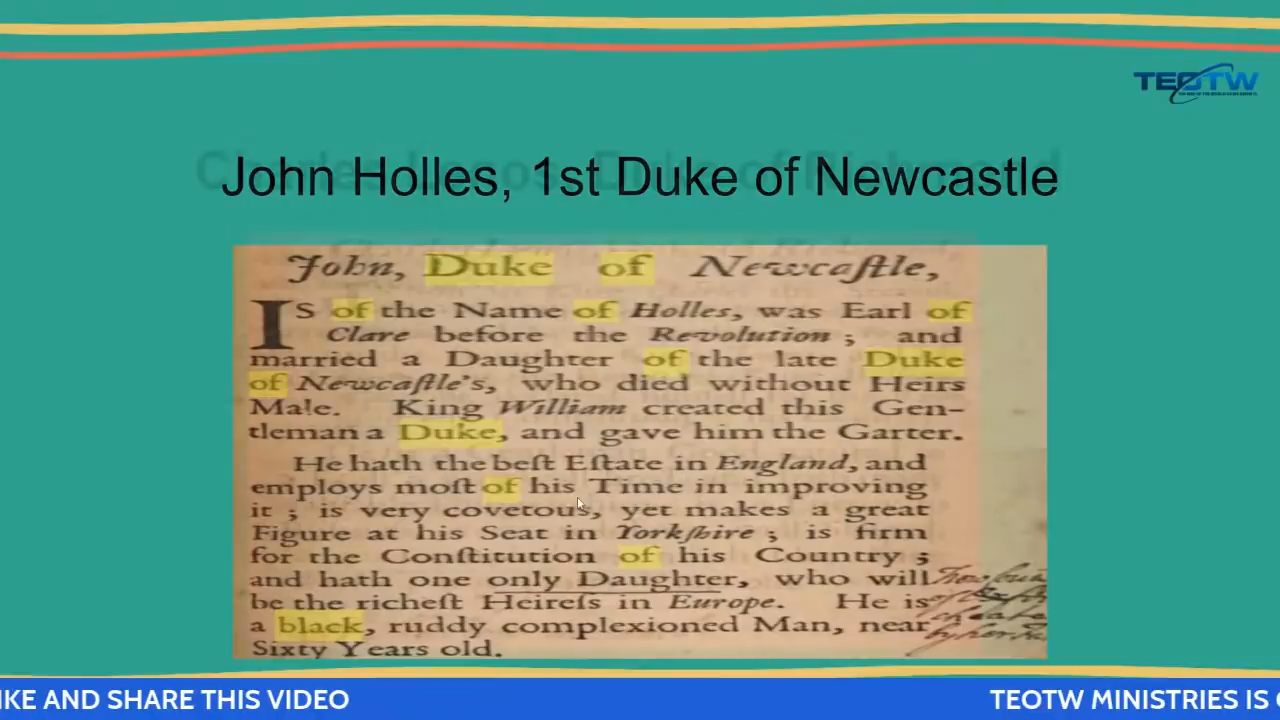 TEOTW
John Holles, 1st Duke of Newcastle
John, Duke of Newcaſtle,
IS of the Name of Holles, was Earl of
Clare before the Revolution ; and
married a Daughter of the late Duke
of Newcaſtle's, who died without Heirs
Male. King William created this Gen-
tleman a Duke, and gave him the Garter.
He hath the beſt Eſtate in England, and
employs moſt of his Time in improving
it ; is very covetous, yet makes a great
Figure at his Seat in Yorkſhire ; is firm
for the Conſtitution of his Country ;
and hath one only Daughter, who will
be the richeſt Heireſs in Europe. He is
a black, ruddy complexioned Man, near
Sixty Years old.
IKE AND SHARE THIS VIDEO
TEOTW MINISTRIES IS